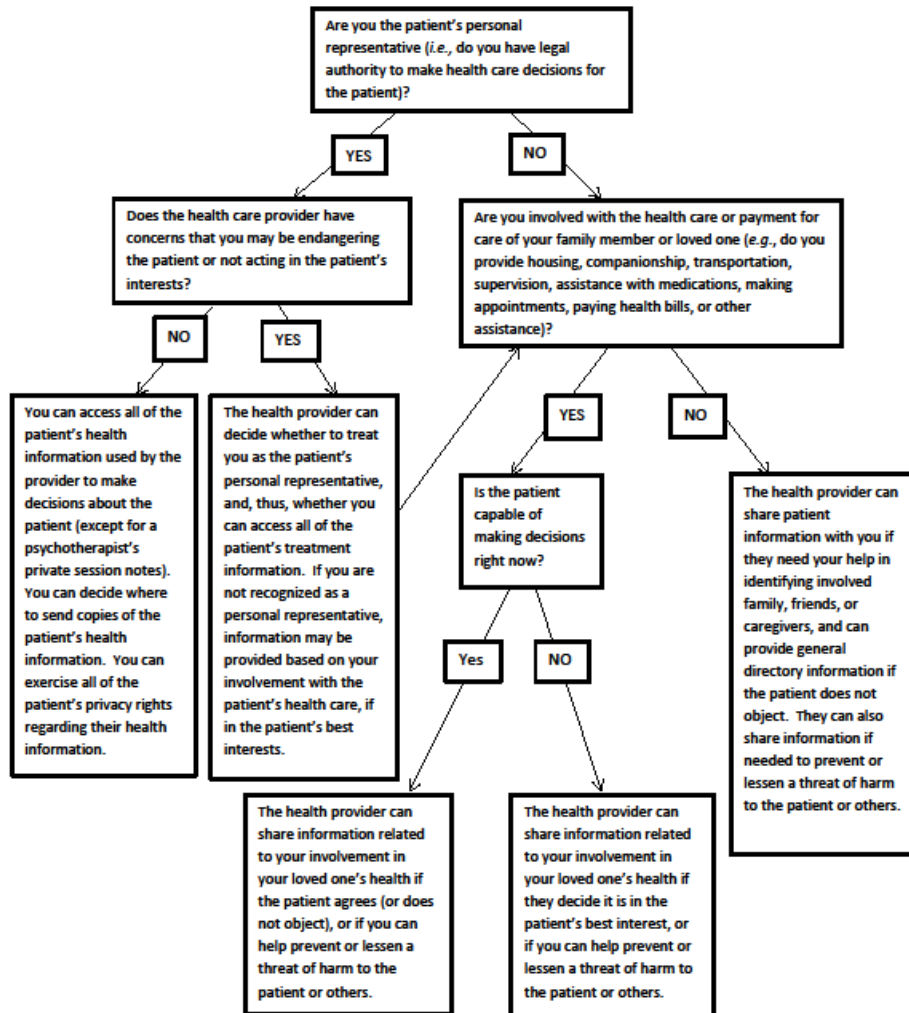 Are you the patient's personal
representative (i.e., do you have legal
authority to make health care decisions for
the patient)?
YES
NO
Does the health care provider have
concerns that you may be endangering
the patient or not acting in the patient's
interests?
Are you involved with the health care or payment for
care of your family member or loved one (e.g., do you
provide housing, companionship, transportation,
supervision, assistance with medications, making
appointments, paying health bills, or other
assistance)?
NO
YES
YES
NO
You can access all of the
patient's health
information used by the
provider to make
decisions about the
patient (except for a
psychotherapist's
private session notes).
You can decide where
to send copies of the
patient's health
information. You can
exercise all of the
patient's privacy rights
regarding their health
information.
The health provider can
decide whether to treat
you as the patient's
personal representative,
and, thus, whether you
can access all of the
patient's treatment
information. If you are
not recognized as a
personal representative,
information may be
provided based on your
involvement with the
patient's health care, if
in the patient's best
interests.
Is the patient
capable of
making decisions
right now?
The health provider can
share patient
information with you if
they need your help in
identifying involved
family, friends, or
caregivers, and can
provide general
directory information if
the patient does not
object. They can also
share information if
needed to prevent or
lessen a threat of harm
to the patient or others.
Yes
NO
The health provider can
share information related
to your involvement in
your loved one's health if
the patient agrees (or does
not object), or if you can
help prevent or lessen a
threat of harm to the
patient or others.
The health provider can
share information related
to your involvement in
your loved one's health if
they decide it is in the
patient's best interest, or
if you can help prevent or
lessen a threat of harm to
the patient or others.